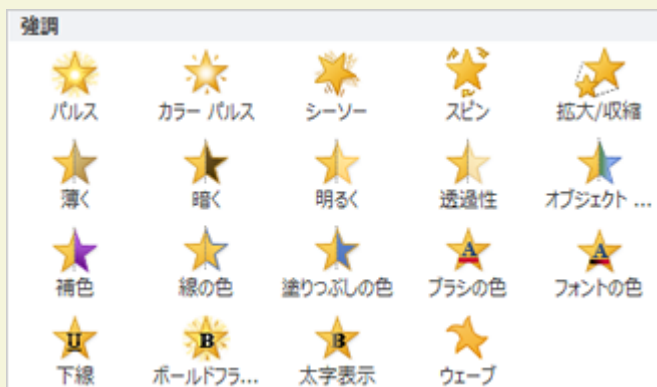 強調
パルス カラー パルス シーソー スピン 拡大/収縮
薄く 暗く 明るく 透過性 オブジェクト ...
補色 線の色 塗りつぶしの色 ブラシの色 フォントの色
下線 ボールドフラ... 太字表示 ウェーブ